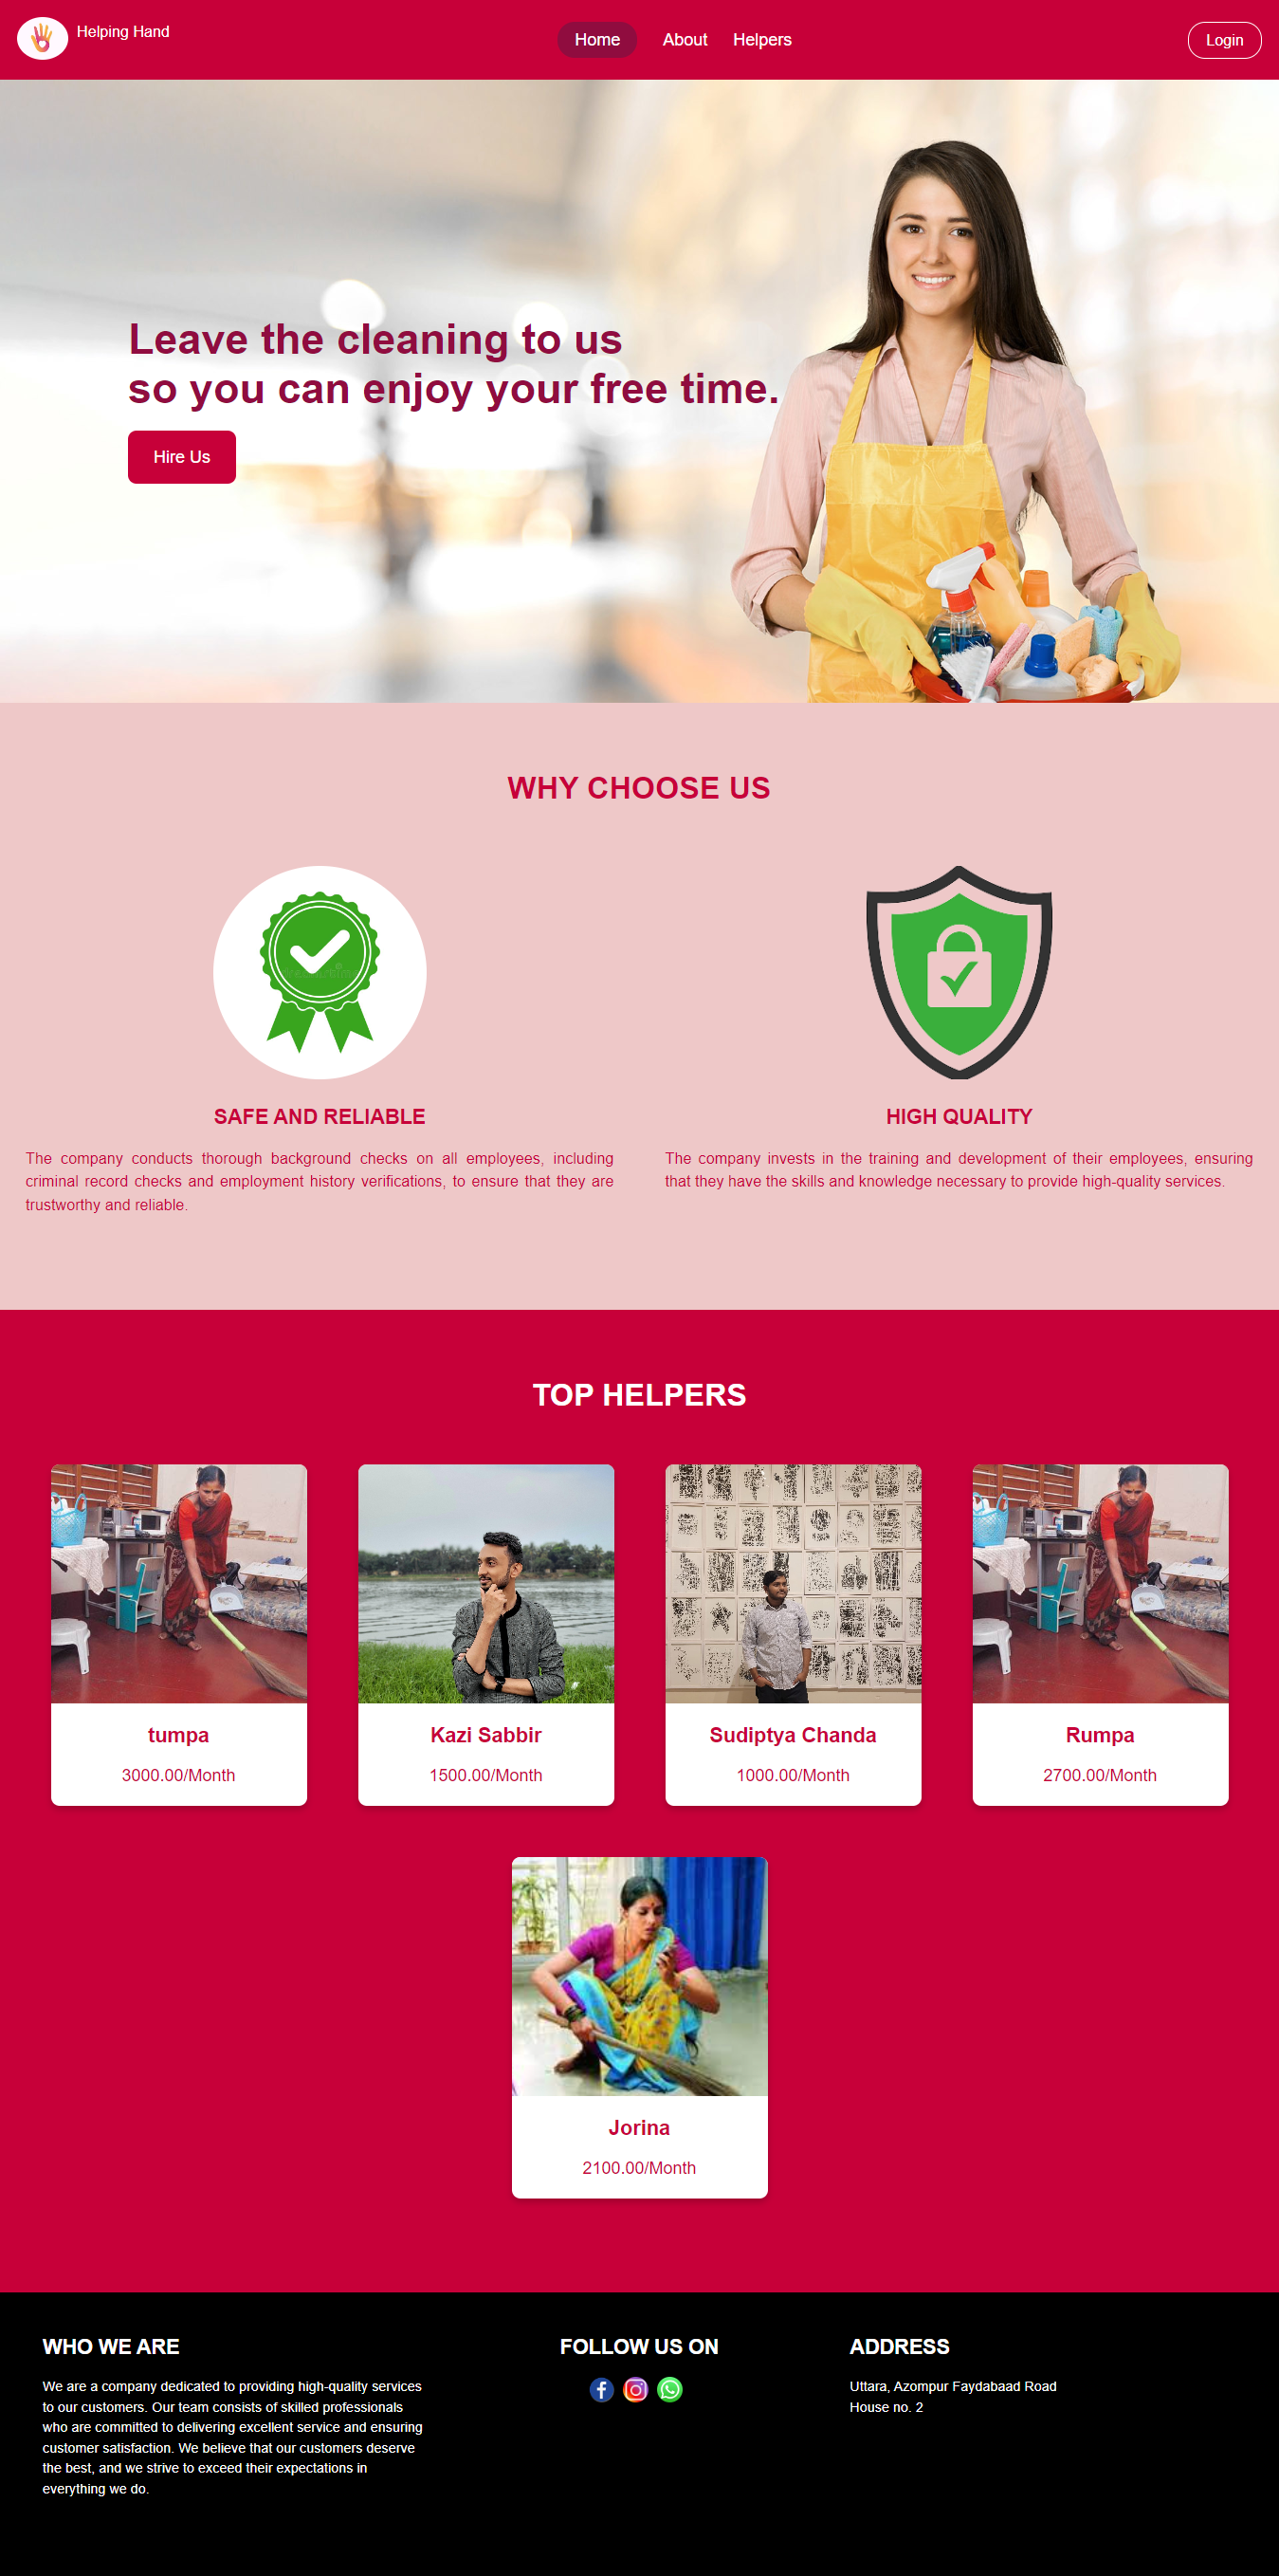 Helping Hand
Home
About
Helpers
Login
Leave the cleaning to us
so you can enjoy your free time.
Hire Us
WHY CHOOSE US
SAFE AND RELIABLE
The company conducts thorough background checks on all employees, including
criminal record checks and employment history verifications, to ensure that they are
trustworthy and reliable.
HIGH QUALITY
The company invests in the training and development of their employees, ensuring
that they have the skills and knowledge necessary to provide high-quality services.
TOP HELPERS
tumpa
3000.00/Month
Kazi Sabbir
1500.00/Month
Sudiptya Chanda
1000.00/Month
Rumpa
2700.00/Month
Jorina
2100.00/Month
WHO WE ARE
We are a company dedicated to providing high-quality services
to our customers. Our team consists of skilled professionals
who are committed to delivering excellent service and ensuring
customer satisfaction. We believe that our customers deserve
the best, and we strive to exceed their expectations in
everything we do.
FOLLOW US ON
ADDRESS
Uttara, Azompur Faydabaad Road
House no. 2